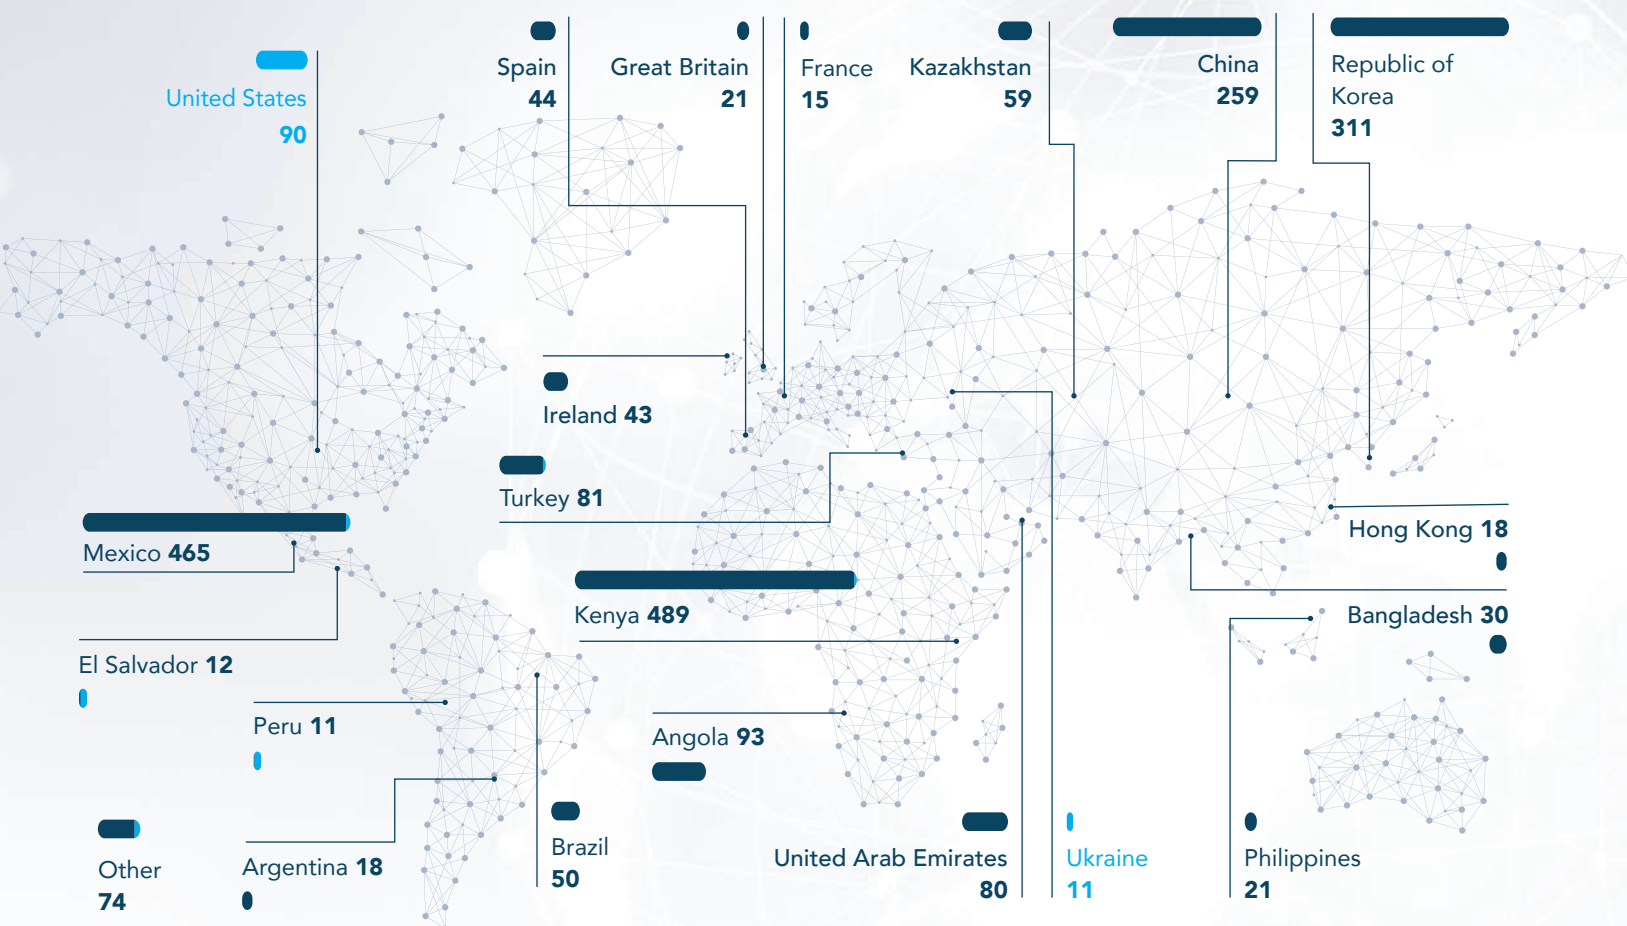 United States
90
Spain
44
Great Britain
21
France
15
Kazakhstan
59
China
259
Republic of
Korea
311
Ireland 43
Turkey 81
Mexico 465
Hong Kong 18
Kenya 489
Bangladesh 30
El Salvador 12
Peru 11
Angola 93
Other
74
Argentina 18
Brazil
50
United Arab Emirates
80
Ukraine
11
Philippines
21